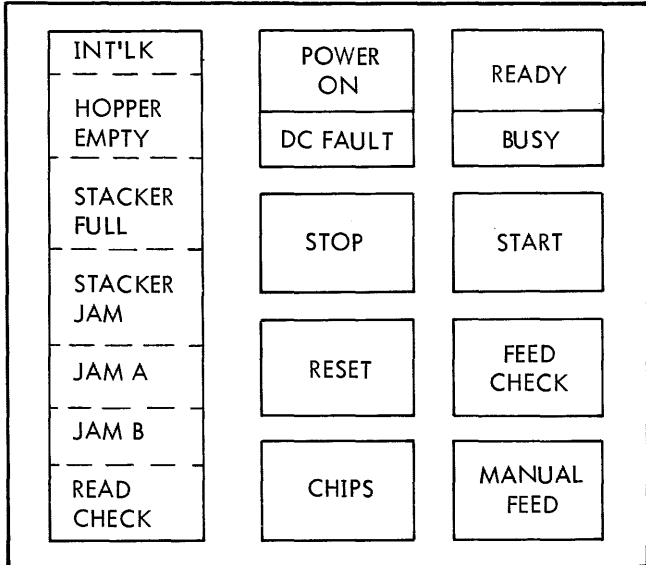 INT'LK
HOPPER
EMPTY
STACKER
FULL
STACKER
JAM
JAM A
JAM B
READ
CHECK
POWER
ON
DC FAULT
STOP
RESET
CHIPS
READY
BUSY
START
FEED
CHECK
MANUAL
FEED